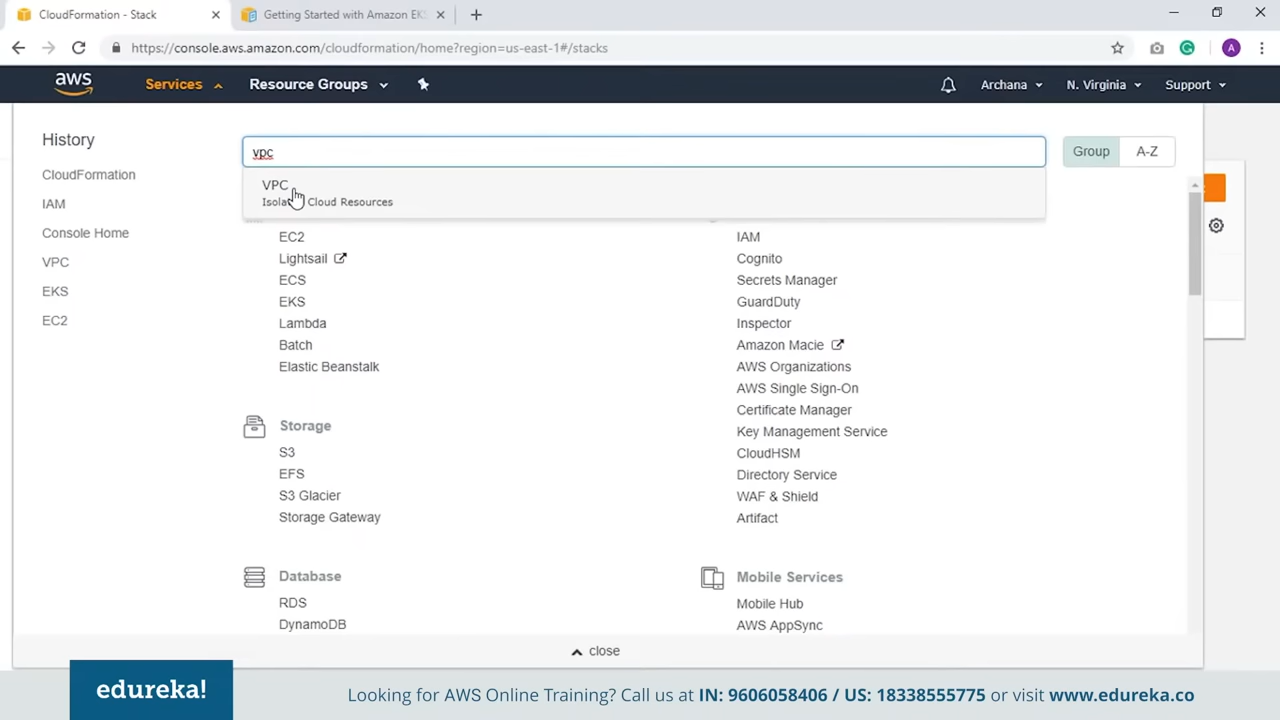 CloudFormation - Stack
Getting Started with Amazon EKS
https://console.aws.amazon.com/cloudformation/home?region=us-east-1#/stacks
A
aws
Services
Resource Groups
Archana
N. Virginia
Support
History
CloudFormation
IAM
Console Home
VPC
EKS
EC2
vpc
Group
A-Z
VPC
Cloud Resources
EC2
Lightsail
ECS
EKS
Lambda
Batch
Elastic Beanstalk
Storage
S3
EFS
S3 Glacier
Storage Gateway
Database
RDS
DynamoDB
IAM
Cognito
Secrets Manager
GuardDuty
Inspector
Amazon Macie
AWS Organizations
AWS Single Sign-On
Certificate Manager
Key Management Service
CloudHSM
Directory Service
WAF & Shield
Artifact
Mobile Services
Mobile Hub
AWS AppSync
close
edureka!
Looking for AWS Online Training? Call us at IN: 9606058406 / US: 18338555775 or visit www.edureka.co